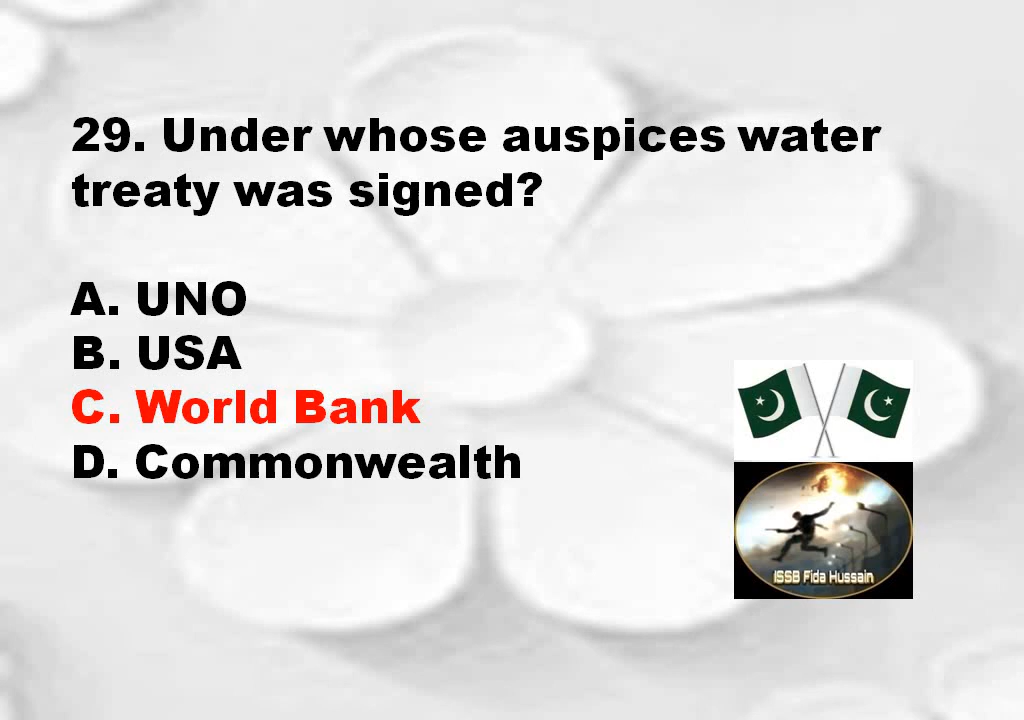 29. Under whose auspices water
treaty was signed?
A. UNO
B. USA
C. World Bank
D. Commonwealth
ISSB Fida Hussain